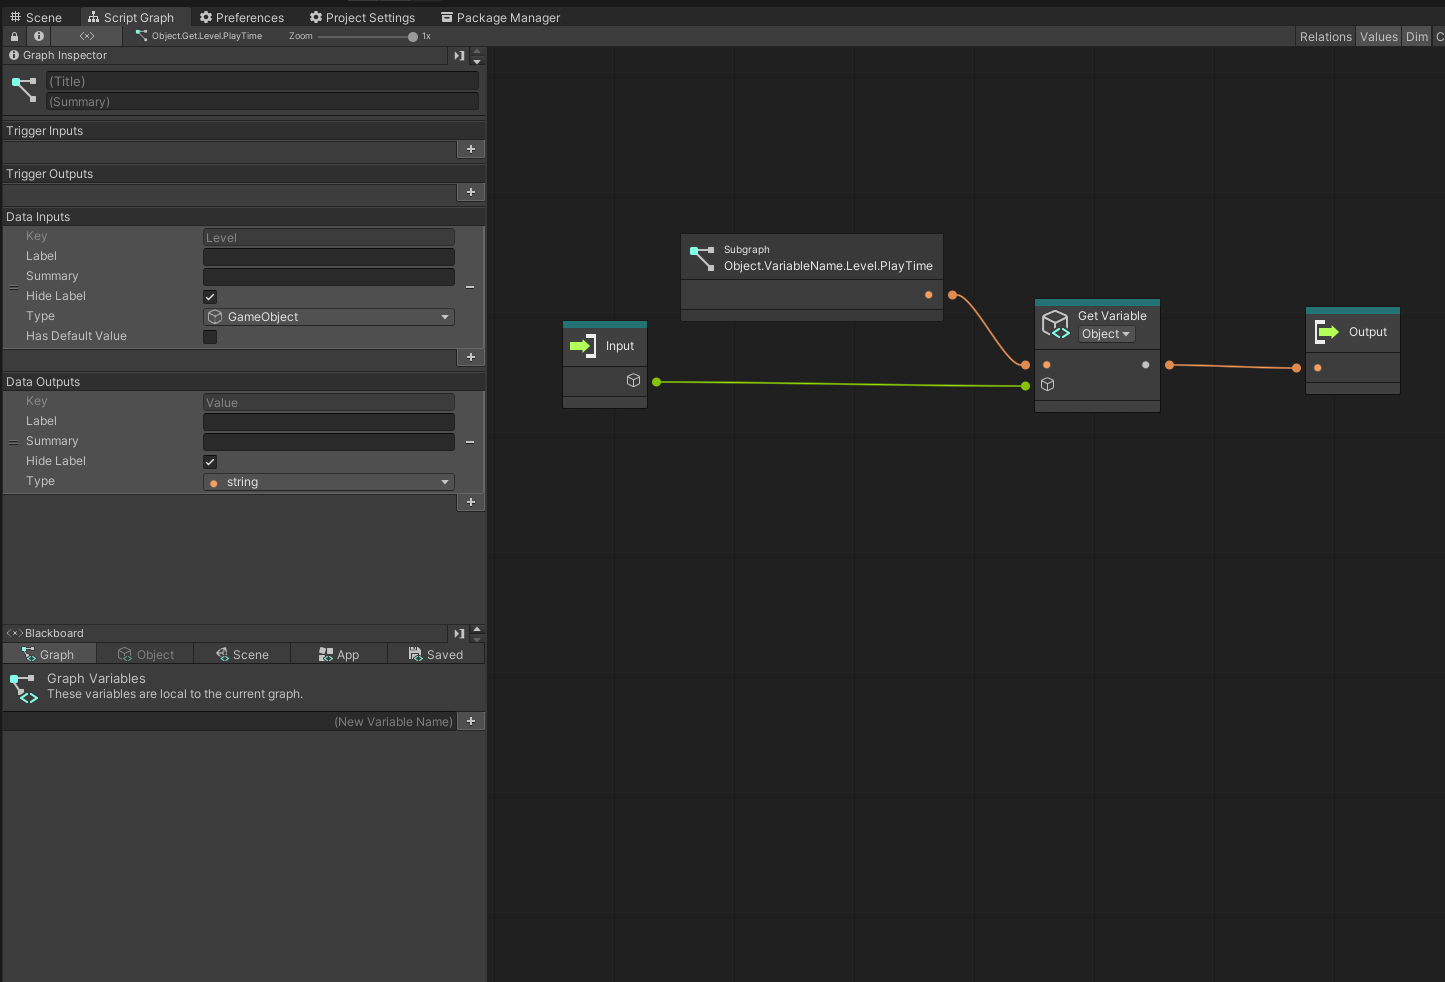 Scene
Script Graph
Preferences
Project Settings
Package Manager
<×>
Object.Get.Level.PlayTime
Zoom
1x
Relations
Values
Dim
C
Graph Inspector
(Title)
(Summary)
Trigger Inputs
+
Trigger Outputs
+
Data Inputs
Key
Level
Label
Summary
Hide Label
Type
GameObject
Has Default Value
+
Data Outputs
Key
Value
Label
Summary
Hide Label
Type
string
+
<×> Blackboard
Graph
Object
Scene
App
Saved
Graph Variables
These variables are local to the current graph.
(New Variable Name)
+
Subgraph
Object.VariableName.Level.PlayTime
Input
Get Variable
Object
Output